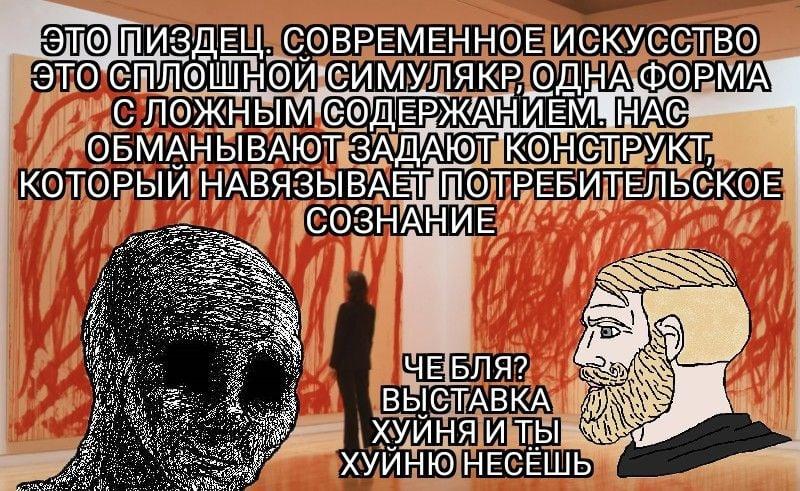 ЭТО ПИЗДЕЦ. СОВРЕМЕННОЕ ИСКУССТВО
ЭТО СПЛОШНОЙ СИМУЛЯКР, ОДНА ФОРМА
С ЛОЖНЫМ СОДЕРЖАНИЕМ. НАС
ОБМАНЫВАЮТ ЗАДАЮТ КОНСТРУКТ,
КОТОРЫЙ НАВЯЗЫВАЕТ ПОТРЕБИТЕЛЬСКОЕ
СОЗНАНИЕ
ЧЕ БЛЯ?
ВЫСТАВКА
ХУЙНЯ И ТЫ
ХУЙНЮ НЕСЁШЬ